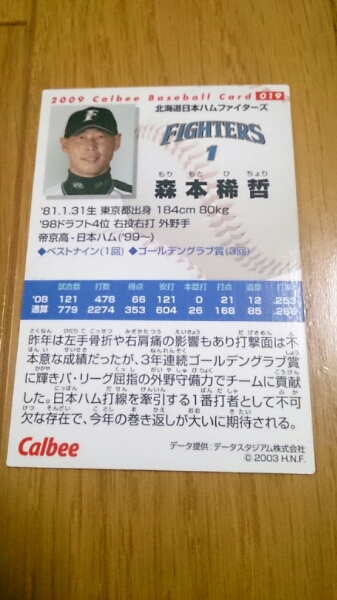 2009 Calbee Baseball Card 019
北海道日本ハムファイターズ
FIGHTERS
1
もり もと ひ ちょり
森本稀哲
'81.1.31生 東京都出身 184cm 80kg
'98ドラフト4位 右投右打 外野手
帝京高-日本ハム('99〜)
◆ベストナイン(1回) ◆ゴールデングラブ賞(3回)
試合数 打数 得点 安打 本塁打 打点 盗塁 打率
'08 121 478 66 121 0 21 12 .253
通算 779 2274 353 604 26 168 85
昨年は左手骨折や右肩痛の影響もあり打撃面は不
本意な成績だったが、3年連続ゴールデングラブ賞
に輝きパ・リーグ屈指の外野守備力でチームに貢献
した。日本ハム打線を牽引する1番打者として不可
欠な存在で、今年の巻き返しが大いに期待される。
Calbee
データ提供:データスタジアム株式会社
© 2003 H.N.F.